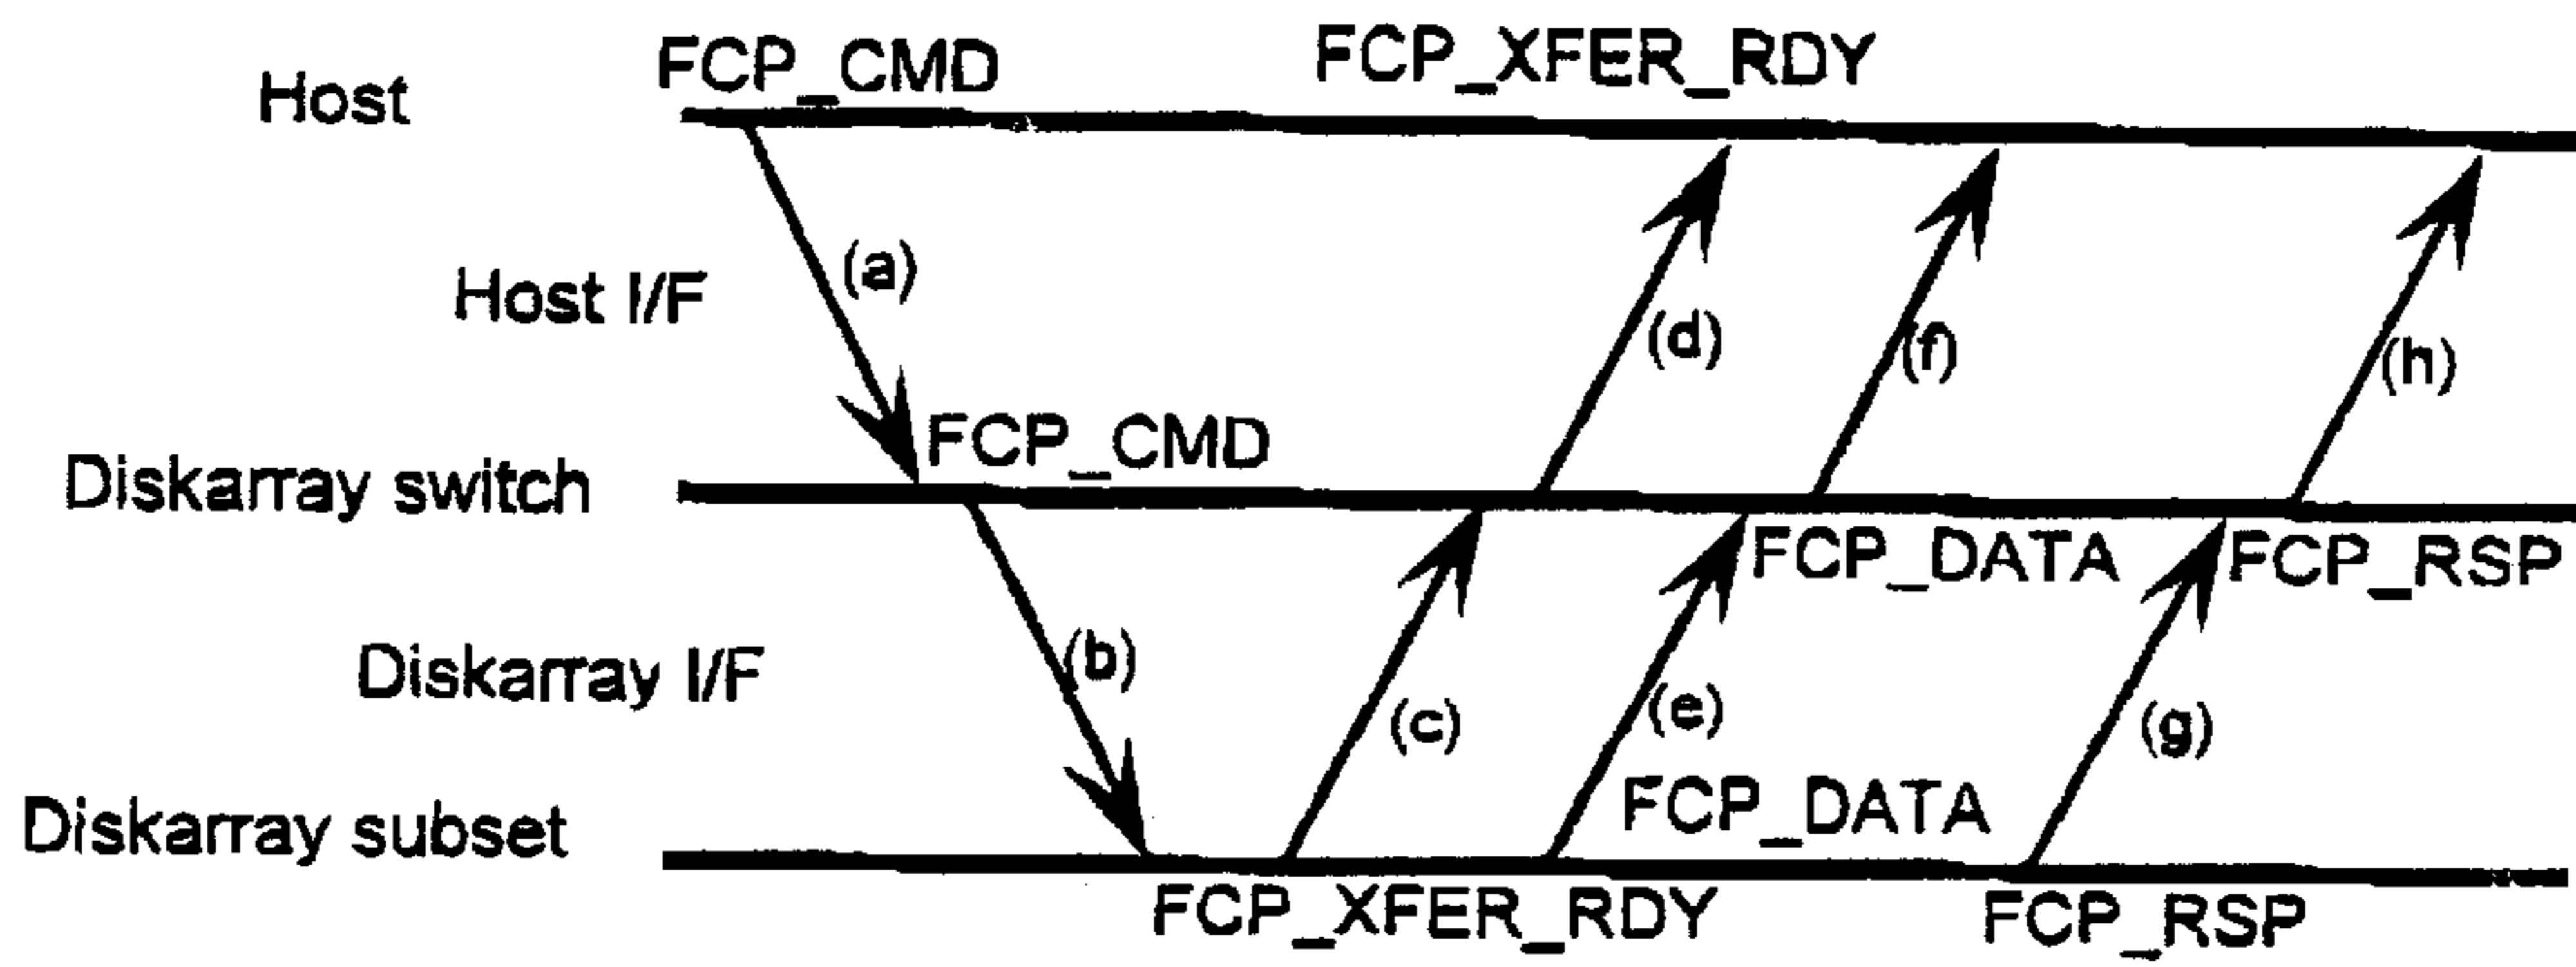 FCP_CMD
FCP_XFER_RDY
Host
(a)
Host I/F
(d)
(f)
(h)
FCP_CMD
Diskarray switch
FCP_DATA
FCP_RSP
(b)
Diskarray I/F
(c)
(e)
(g)
FCP_DATA
Diskarray subset
FCP_XFER_RDY
FCP_RSP